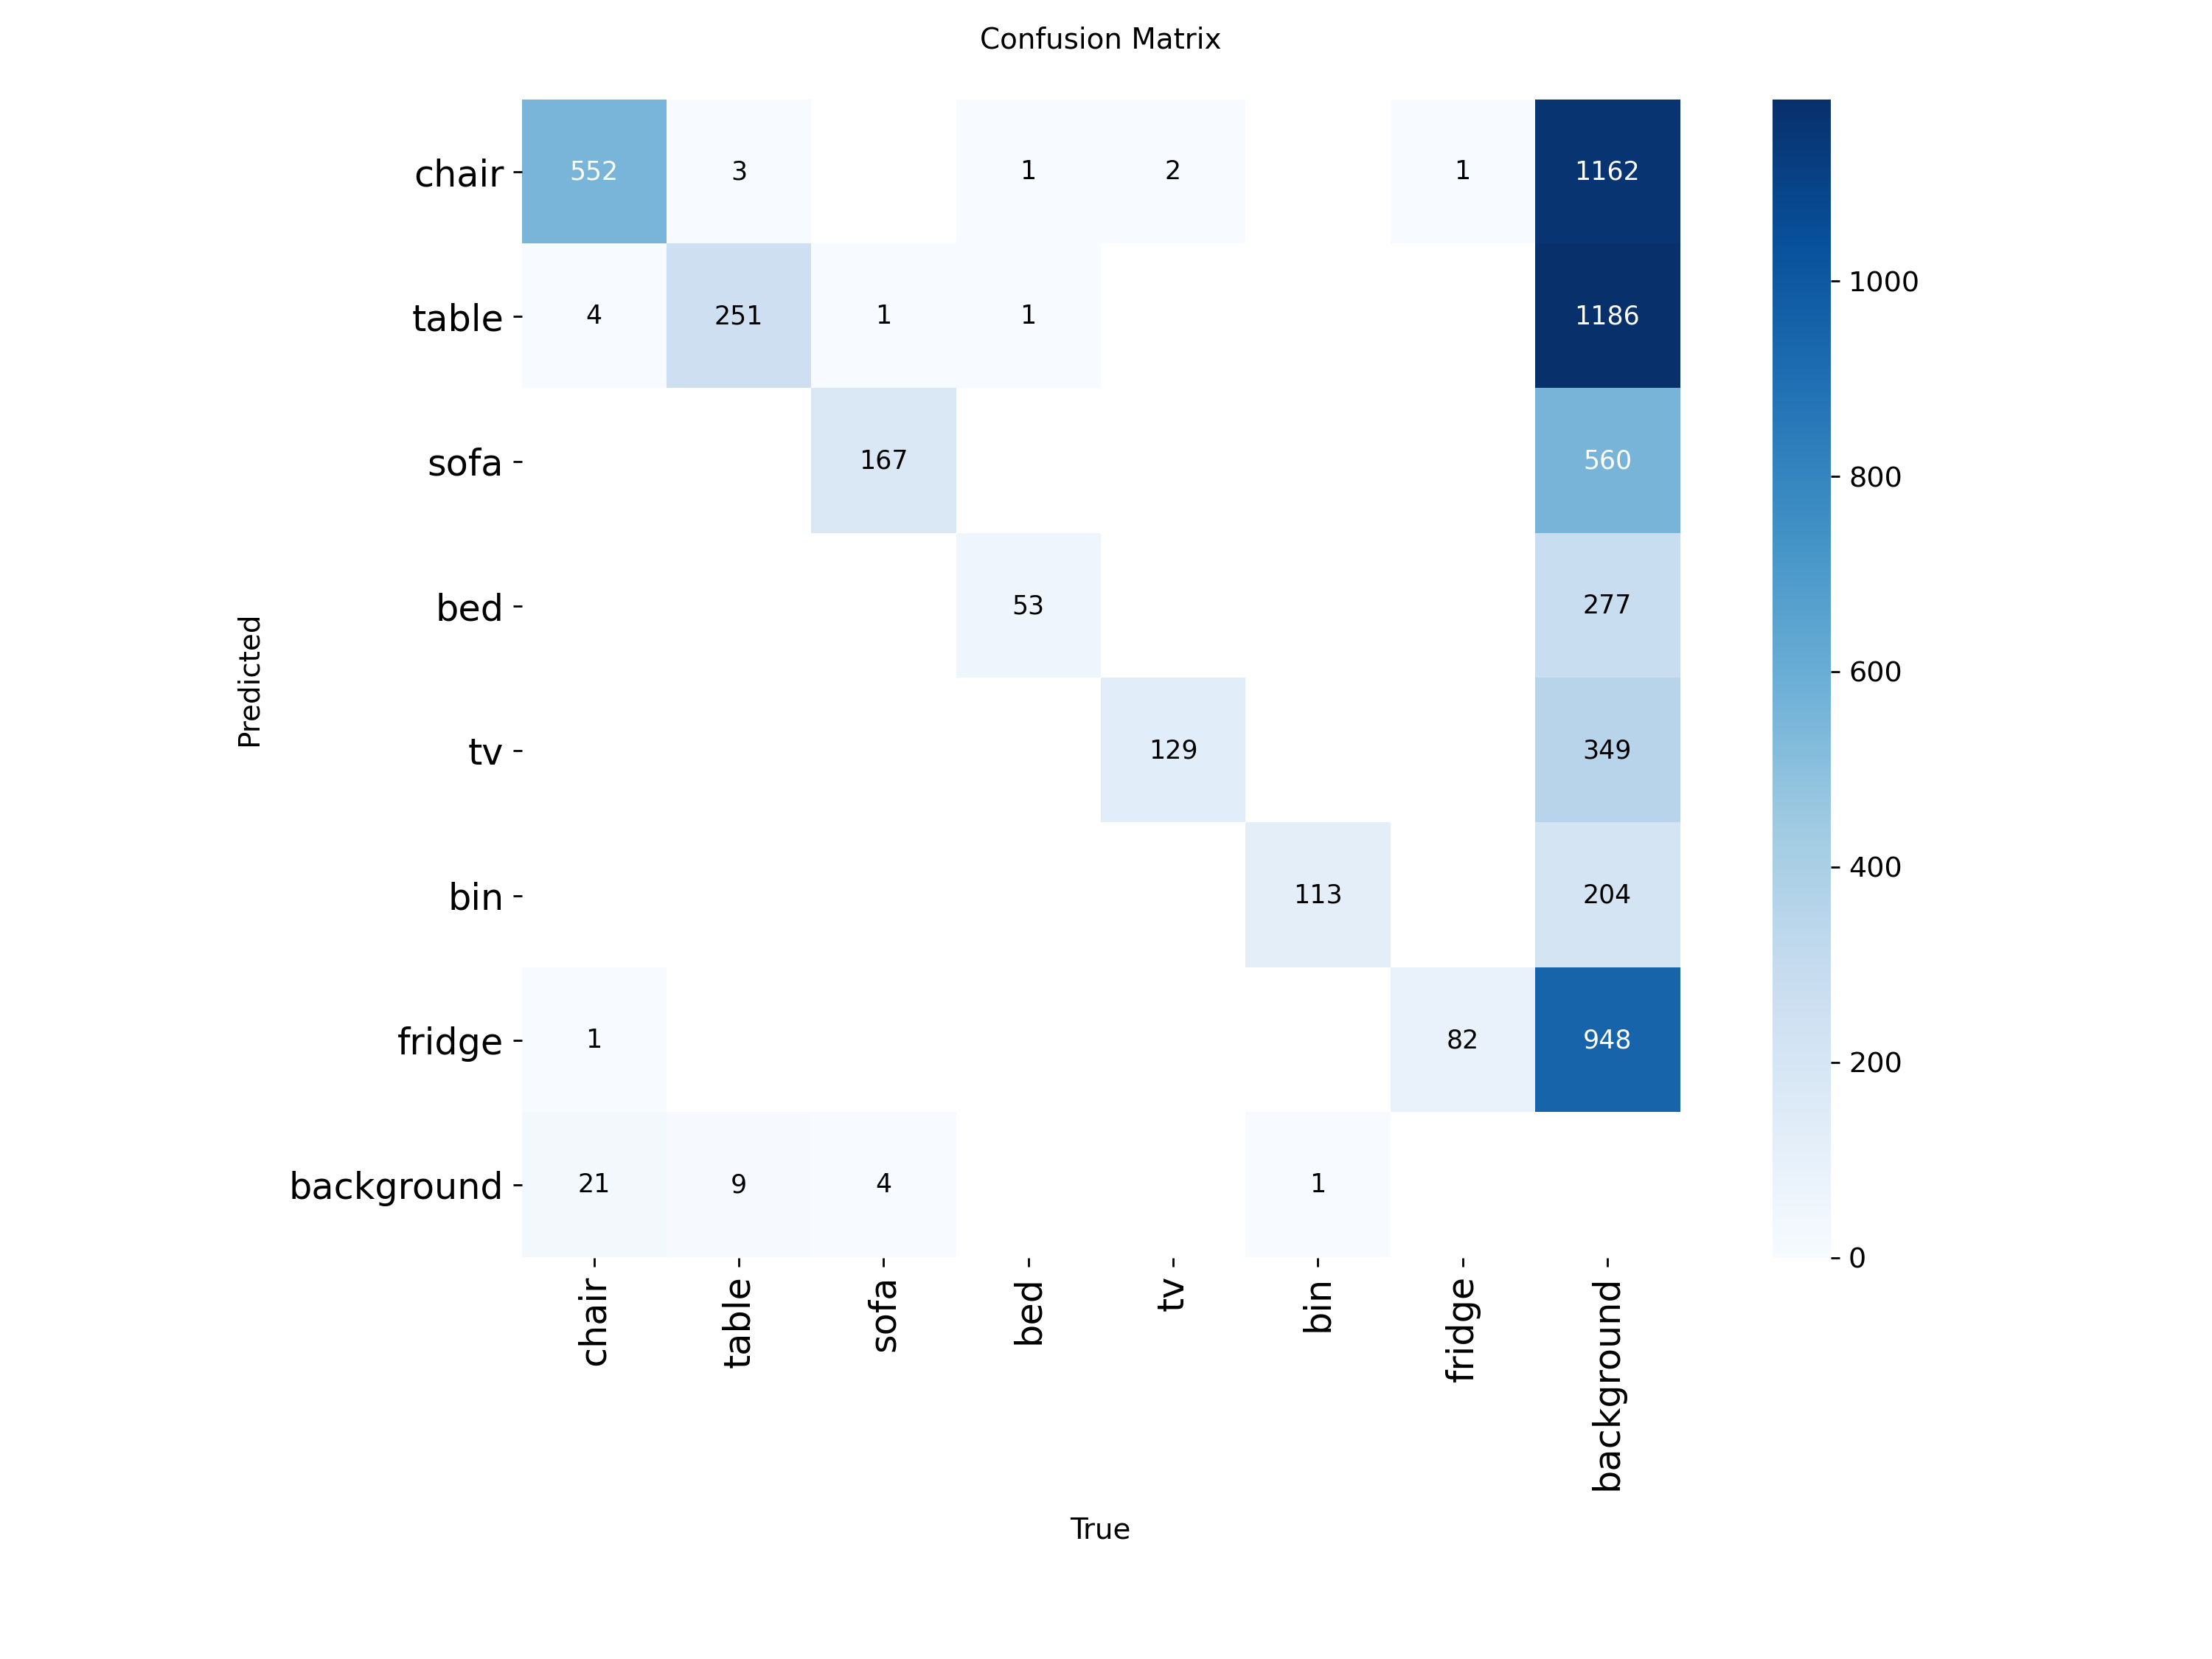 Confusion Matrix
chair 552 3 1 2 1 1162
table 4 251 1 1 1186
sofa 167 560
bed 53 277
tv 129 349
bin 113 204
fridge 1 82 948
background 21 9 4 1
Predicted
chair table sofa bed tv bin fridge background
True
1000
800
600
400
200
0